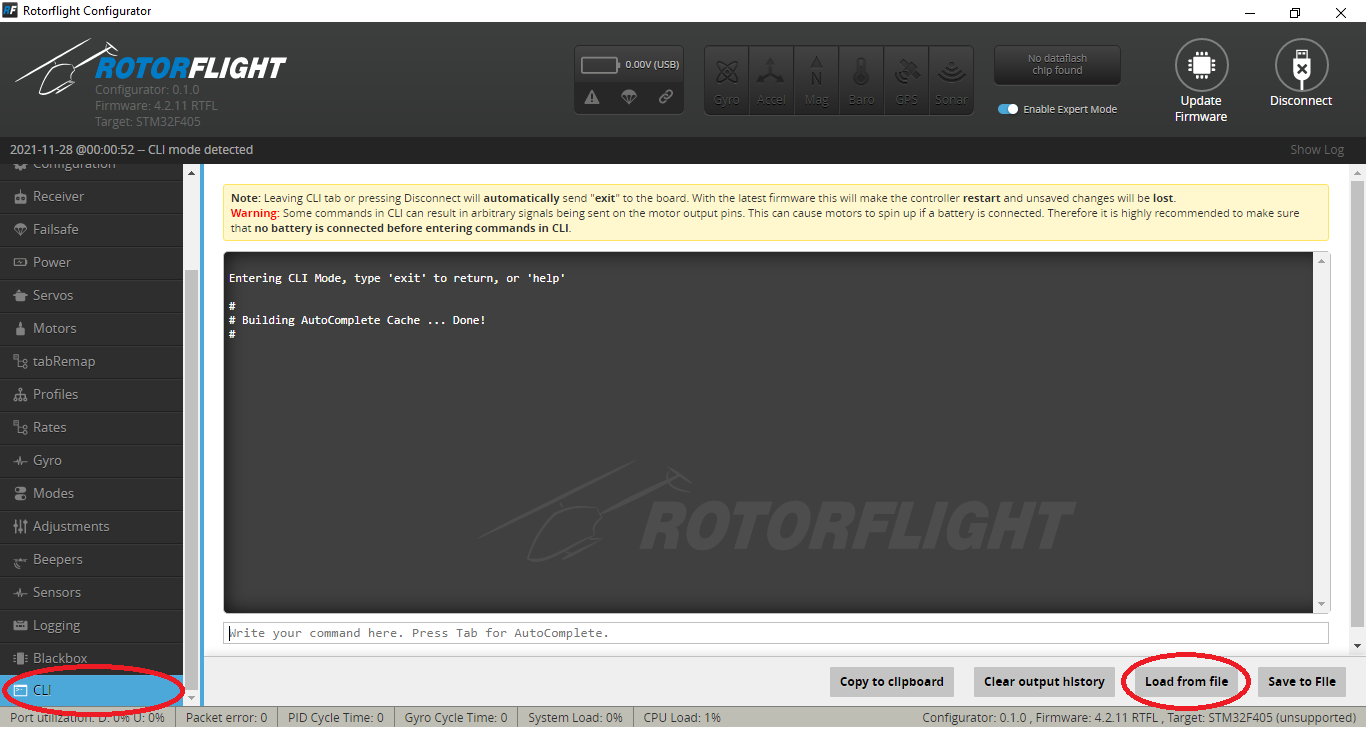 Rotorflight Configurator
ROTORFLIGHT
Configurator: 0.1.0
Firmware: 4.2.11 RTFL
Target: STM32F405
0.00V (USB)
Gyro
Accel
Mag
Baro
GPS
Sonar
No dataflash
chip found
Enable Expert Mode
Update
Firmware
Disconnect
2021-11-28 @00:00:52 -- CLI mode detected
Show Log
Configuration
Receiver
Failsafe
Power
Servos
Motors
tabRemap
Profiles
Rates
Gyro
Modes
Adjustments
Beepers
Sensors
Logging
Blackbox
CLI
Note: Leaving CLI tab or pressing Disconnect will automatically send "exit" to the board. With the latest firmware this will make the controller restart and unsaved changes will be lost.
Warning: Some commands in CLI can result in arbitrary signals being sent on the motor output pins. This can cause motors to spin up if a battery is connected. Therefore it is highly recommended to make sure
that no battery is connected before entering commands in CLI.
Entering CLI Mode, type 'exit' to return, or 'help'
#
# Building AutoComplete Cache ... Done!
#
ROTORFLIGHT
Write your command here. Press Tab for AutoComplete.
Copy to clipboard
Clear output history
Load from file
Save to File
Port utilization: D: 0% U: 0%
Packet error: 0
PID Cycle Time: 0
Gyro Cycle Time: 0
System Load: 0%
CPU Load: 1%
Configurator: 0.1.0 , Firmware: 4.2.11 RTFL , Target: STM32F405 (unsupported)